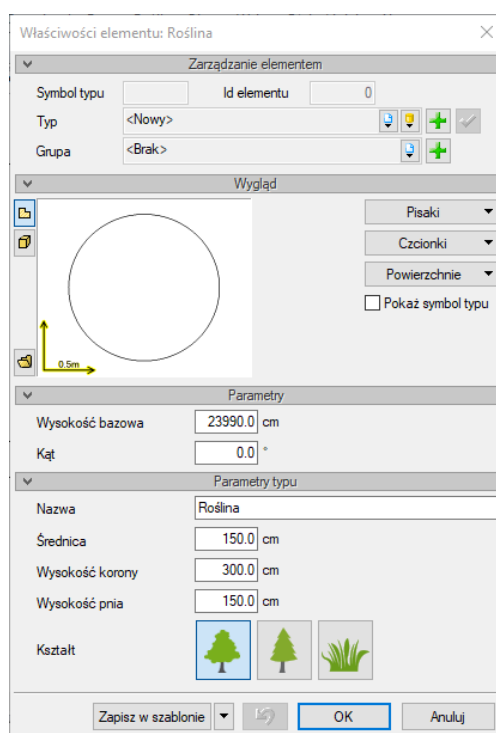 Właściwości elementu: Roślina
Zarządzanie elementem
Symbol typu Id elementu 0
Typ <Nowy>
Grupa <Brak>
Wygląd
Pisaki
Czcionki
Powierzchnie
Pokaż symbol typu
0.5m
Parametry
Wysokość bazowa 23990.0 cm
Kąt 0.0 °
Parametry typu
Nazwa Roślina
Średnica 150.0 cm
Wysokość korony 300.0 cm
Wysokość pnia 150.0 cm
Kształt
Zapisz w szablonie OK Anuluj